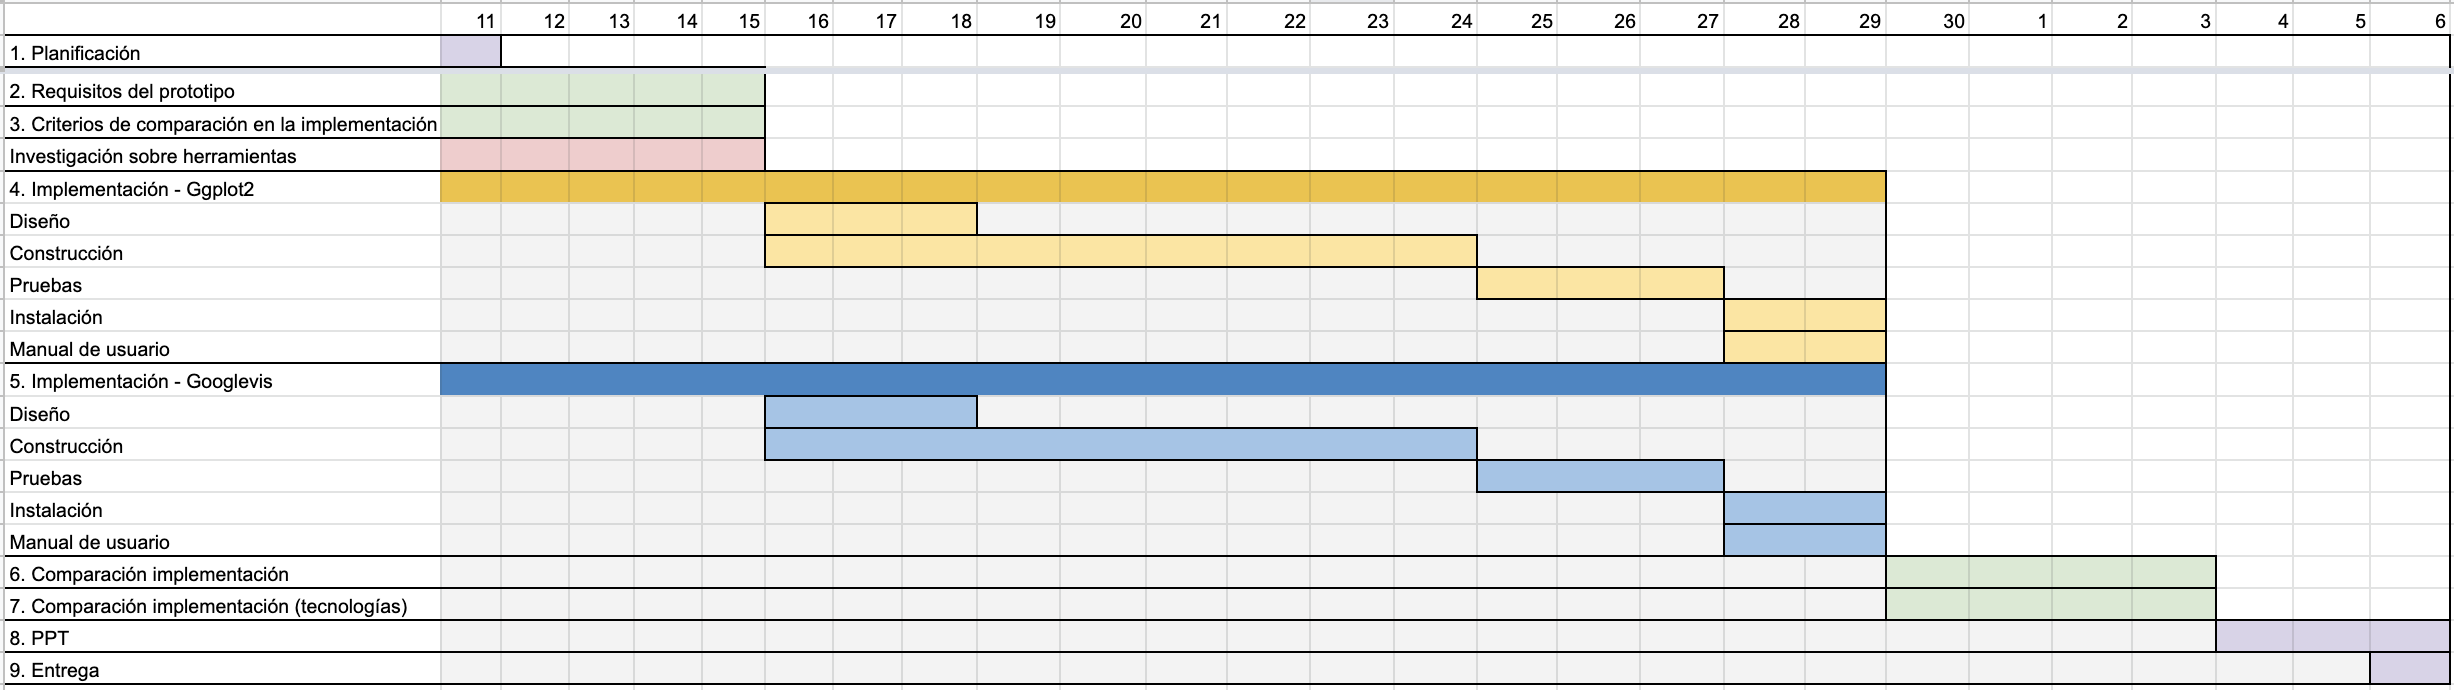 11 12 13 14 15 16 17 18 19 20 21 22 23 24 25 26 27 28 29 30 1 2 3 4 5 6
1. Planificación
2. Requisitos del prototipo
3. Criterios de comparación en la implementación
Investigación sobre herramientas
4. Implementación - Ggplot2
Diseño
Construcción
Pruebas
Instalación
Manual de usuario
5. Implementación - Googlevis
Diseño
Construcción
Pruebas
Instalación
Manual de usuario
6. Comparación implementación
7. Comparación implementación (tecnologías)
8. PPT
9. Entrega